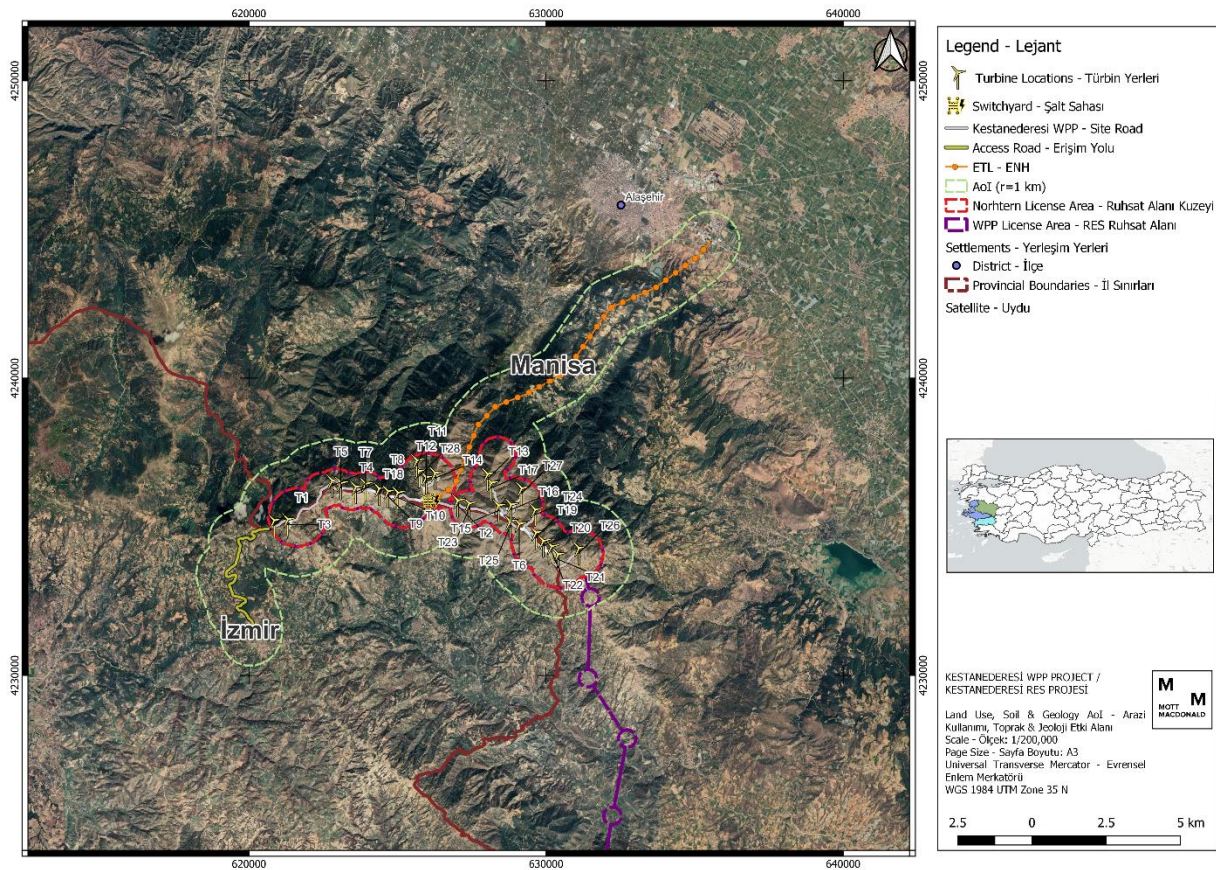 620000
630000
640000
4250000
4250000
Alaşehir
4240000
4240000
Manisa
T11
T5
T7
T12
T28
T13
T4
T8
T14
T27
T18
T17
T1
T16
T24
T10
T19
T3
T9
T15
T2
T20
T26
T23
T25
T6
T21
T22
İzmir
4230000
4230000
620000
630000
640000
Legend - Lejant
Turbine Locations - Türbin Yerleri
Switchyard - Şalt Sahası
Kestanederesi WPP - Site Road
Access Road - Erişim Yolu
ETL - ENH
AoI (r=1 km)
Norhtern License Area - Ruhsat Alanı Kuzeyi
WPP License Area - RES Ruhsat Alanı
Settlements - Yerleşim Yerleri
District - İlçe
Provincial Boundaries - İl Sınırları
Satellite - Uydu
KESTANEDERESİ WPP PROJECT /
KESTANEDERESİ RES PROJESİ
M
M
MOTT
MACDONALD
Land Use, Soil & Geology AoI - Arazi
Kullanımı, Toprak & Jeoloji Etki Alanı
Scale - Ölçek: 1/200,000
Page Size - Sayfa Boyutu: A3
Universal Transverse Mercator - Evrensel
Enlem Merkatörü
WGS 1984 UTM Zone 35 N
2.5 0 2.5 5 km